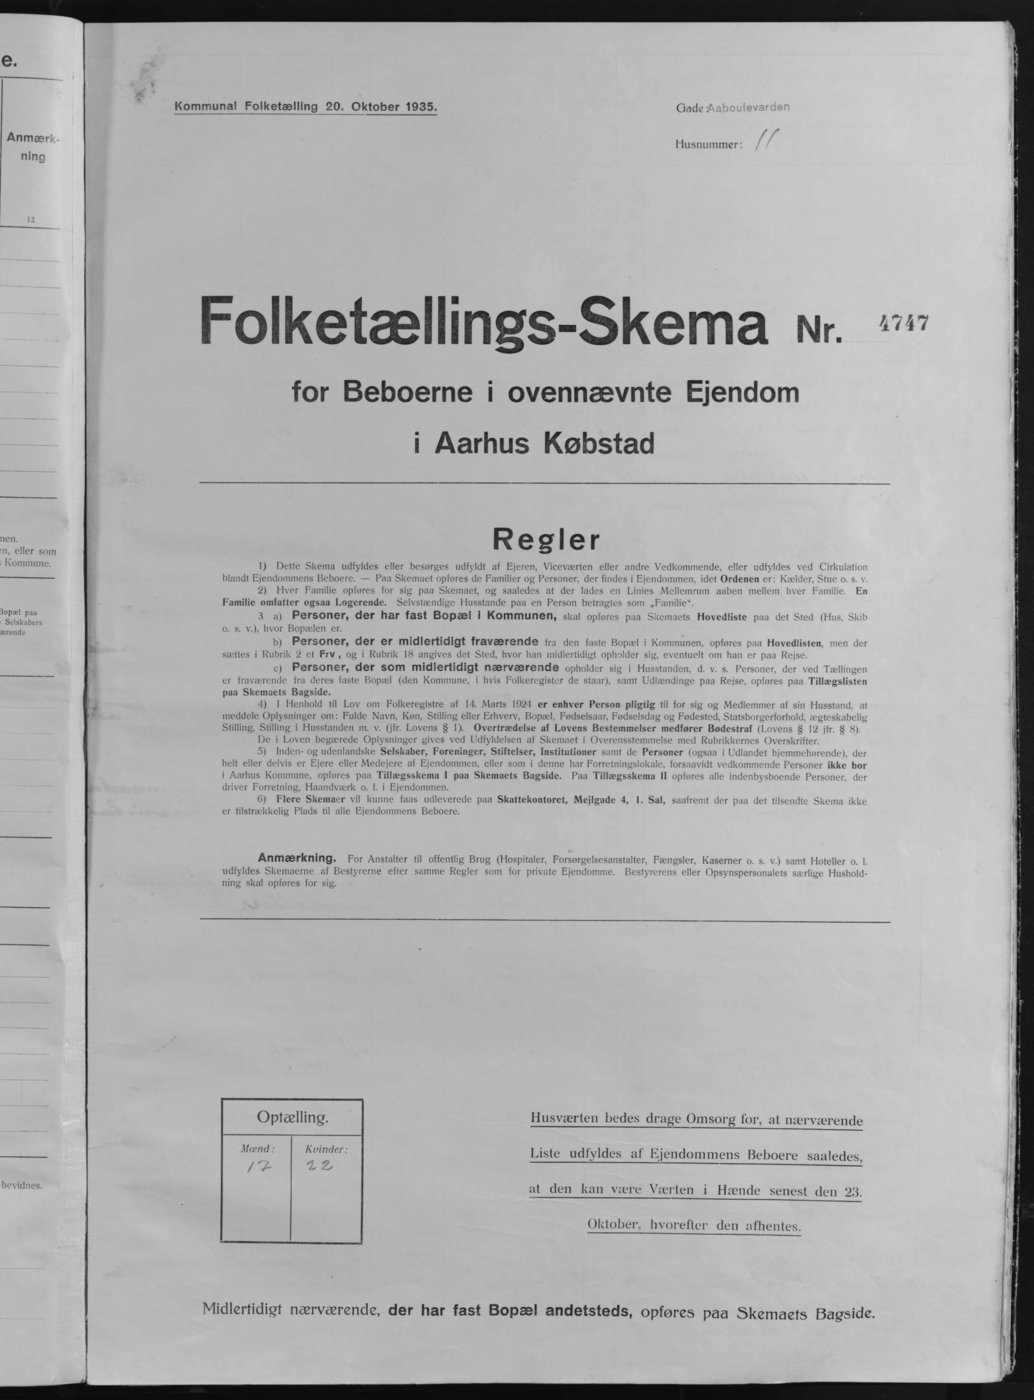 e.
Anmærk-
ning
12
nen.
en, eller som
Kommune.
Bopæl paa
Selskabers
ærende
bevidnes.
Kommunal Folketælling 20. Oktober 1935.
Gade: Aaboulevarden
Husnummer: 11
Folketællings-Skema Nr. 4747
for Beboerne i ovennævnte Ejendom
i Aarhus Købstad
Regler
1) Dette Skema udfyldes eller besørges udfyldt af Ejeren, Viceværten eller andre Vedkommende, eller udfyldes ved Cirkulation
blandt Ejendommens Beboere. — Paa Skemaet opføres de Familier og Personer, der findes i Ejendommen, idet Ordenen er: Kælder, Stue o. s. v.
2) Hver Familie opføres for sig paa Skemaet, og saaledes at der lades en Linies Mellemrum aaben mellem hver Familie. En
Familie omfatter ogsaa Logerende. Selvstændige Husstande paa en Person betragtes som „Familie“.
3 a) Personer, der har fast Bopæl i Kommunen, skal opføres paa Skemaets Hovedliste paa det Sted (Hus, Skib
o. s. v.), hvor Bopælen er.
b) Personer, der er midlertidigt fraværende fra den faste Bopæl i Kommunen, opføres paa Hovedlisten, men der
sættes i Rubrik 2 et Frv., og i Rubrik 18 angives det Sted, hvor han midlertidigt opholder sig, eventuelt om han er paa Rejse.
c) Personer, der som midlertidigt nærværende opholder sig i Husstanden, d. v. s. Personer, der ved Tællingen
er fraværende fra deres faste Bopæl (den Kommune, i hvis Folkeregister de staar), samt Udlændinge paa Rejse, opføres paa Tillægslisten
paa Skemaets Bagside.
4) I Henhold til Lov om Folkeregistre af 14. Marts 1924 er enhver Person pligtig til for sig og Medlemmer af sin Husstand, at
meddele Oplysninger om: Fulde Navn, Køn, Stilling eller Erhverv, Bopæl, Fødselsaar, Fødselsdag og Fødested, Statsborgerforhold, ægteskabelig
Stilling, Stilling i Husstanden m. v. (jfr. Lovens § 1). Overtrædelse af Lovens Bestemmelser medfører Bødestraf (Lovens § 12 jfr. § 8).
De i Loven begærede Oplysninger gives ved Udfyldelsen af Skemaet i Overensstemmelse med Rubrikkernes Overskrifter.
5) Inden- og udenlandske Selskaber, Foreninger, Stiftelser, Institutioner samt de Personer (ogsaa i Udlandet hjemmehørende), der
helt eller delvis er Ejere eller Medejere af Ejendommen, eller som i denne har Forretningslokale, forsaavidt vedkommende Personer ikke bor
i Aarhus Kommune, opføres paa Tillægsskema I paa Skemaets Bagside. Paa Tillægsskema II opføres alle indenbysboende Personer, der
driver Forretning, Haandværk o. l. i Ejendommen.
6) Flere Skemaer vil kunne faas udleverede paa Skattekontoret, Mejlgade 4, 1. Sal, saafremt der paa det tilsendte Skema ikke
er tilstrækkelig Plads til alle Ejendommens Beboere.
Anmærkning. For Anstalter til offentlig Brug (Hospitaler, Forsørgelsesanstalter, Fængsler, Kaserner o. s. v.) samt Hoteller o. l.
udfyldes Skemaerne af Bestyrerne efter samme Regler som for private Ejendomme. Bestyrerens eller Opsynspersonalets særlige Hushold-
ning skal opføres for sig.
Optælling.
Mænd: Kvinder:
17 22
Husværten bedes drage Omsorg for, at nærværende
Liste udfyldes af Ejendommens Beboere saaledes,
at den kan være Værten i Hænde senest den 23.
Oktober, hvorefter den afhentes.
Midlertidigt nærværende, der har fast Bopæl andetsteds, opføres paa Skemaets Bagside.